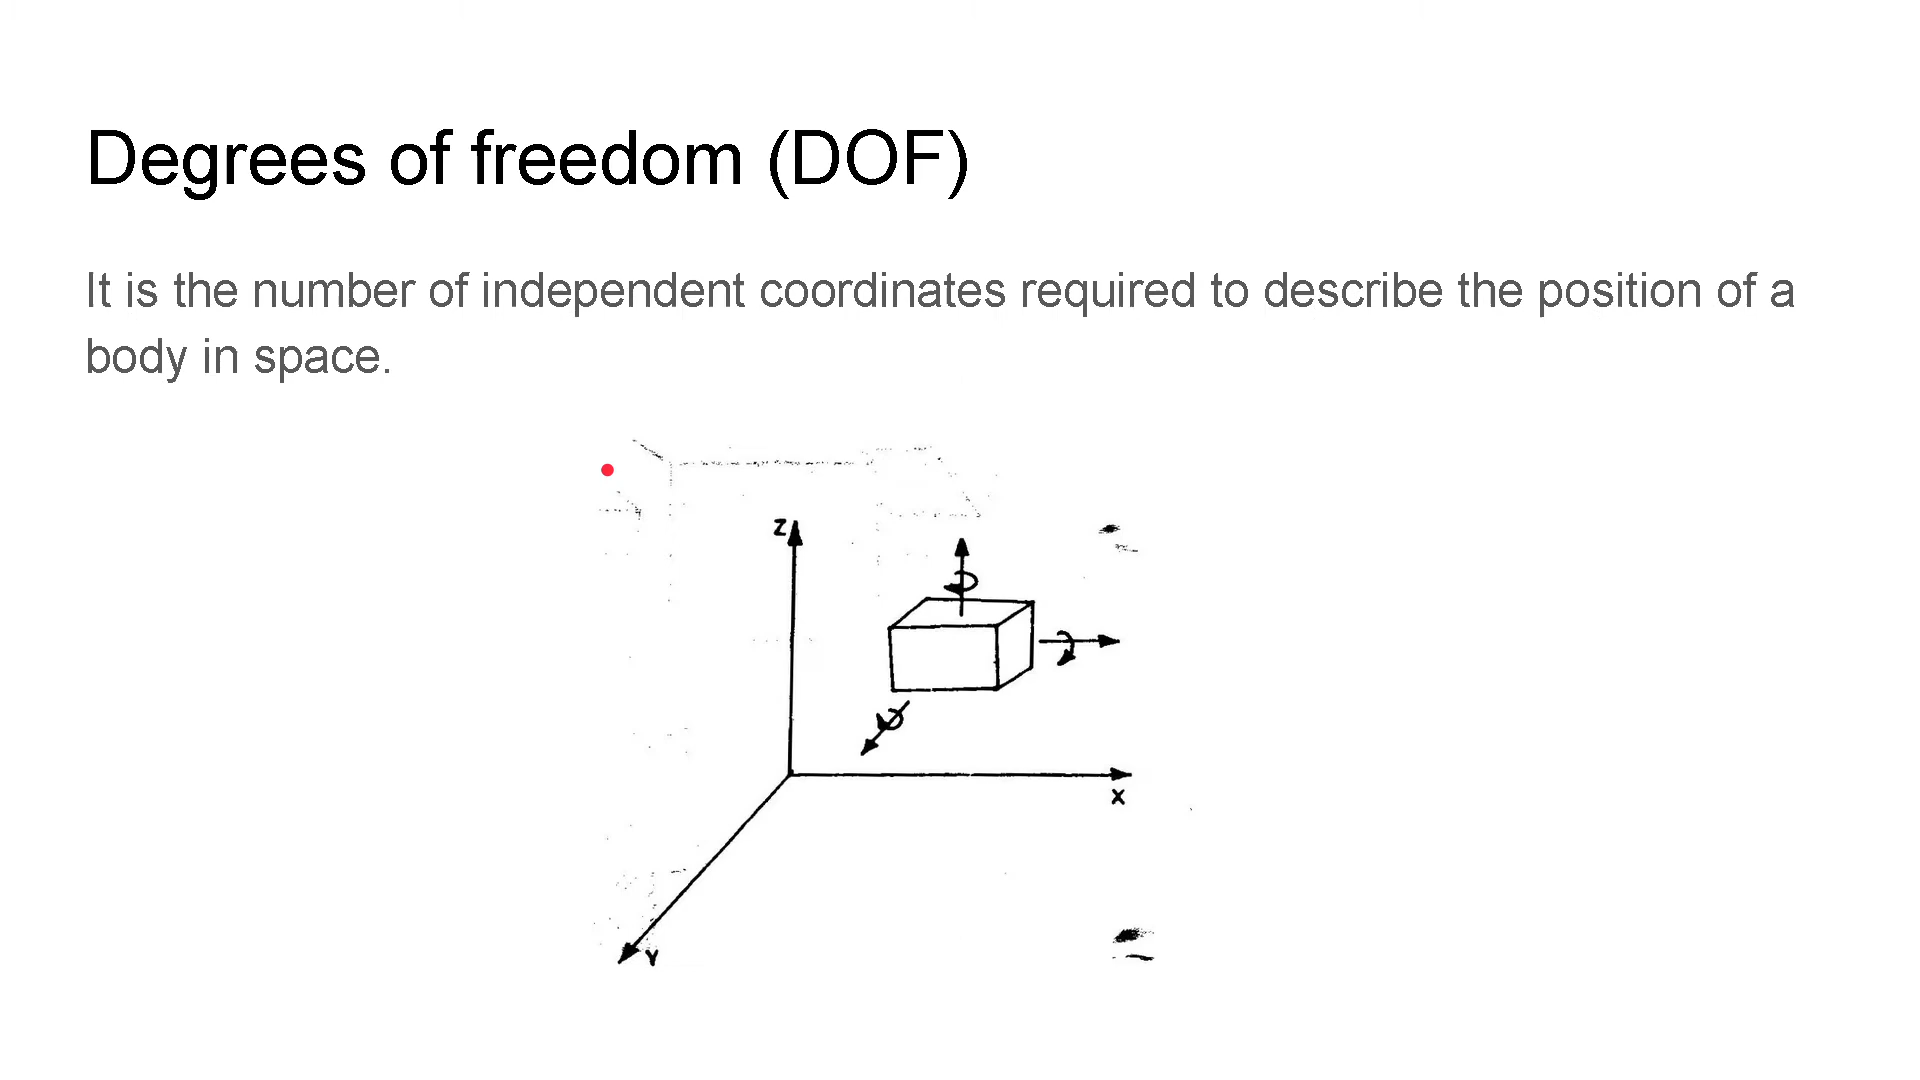 Degrees of freedom (DOF)
It is the number of independent coordinates required to describe the position of a
body in space.
Z
X
Y